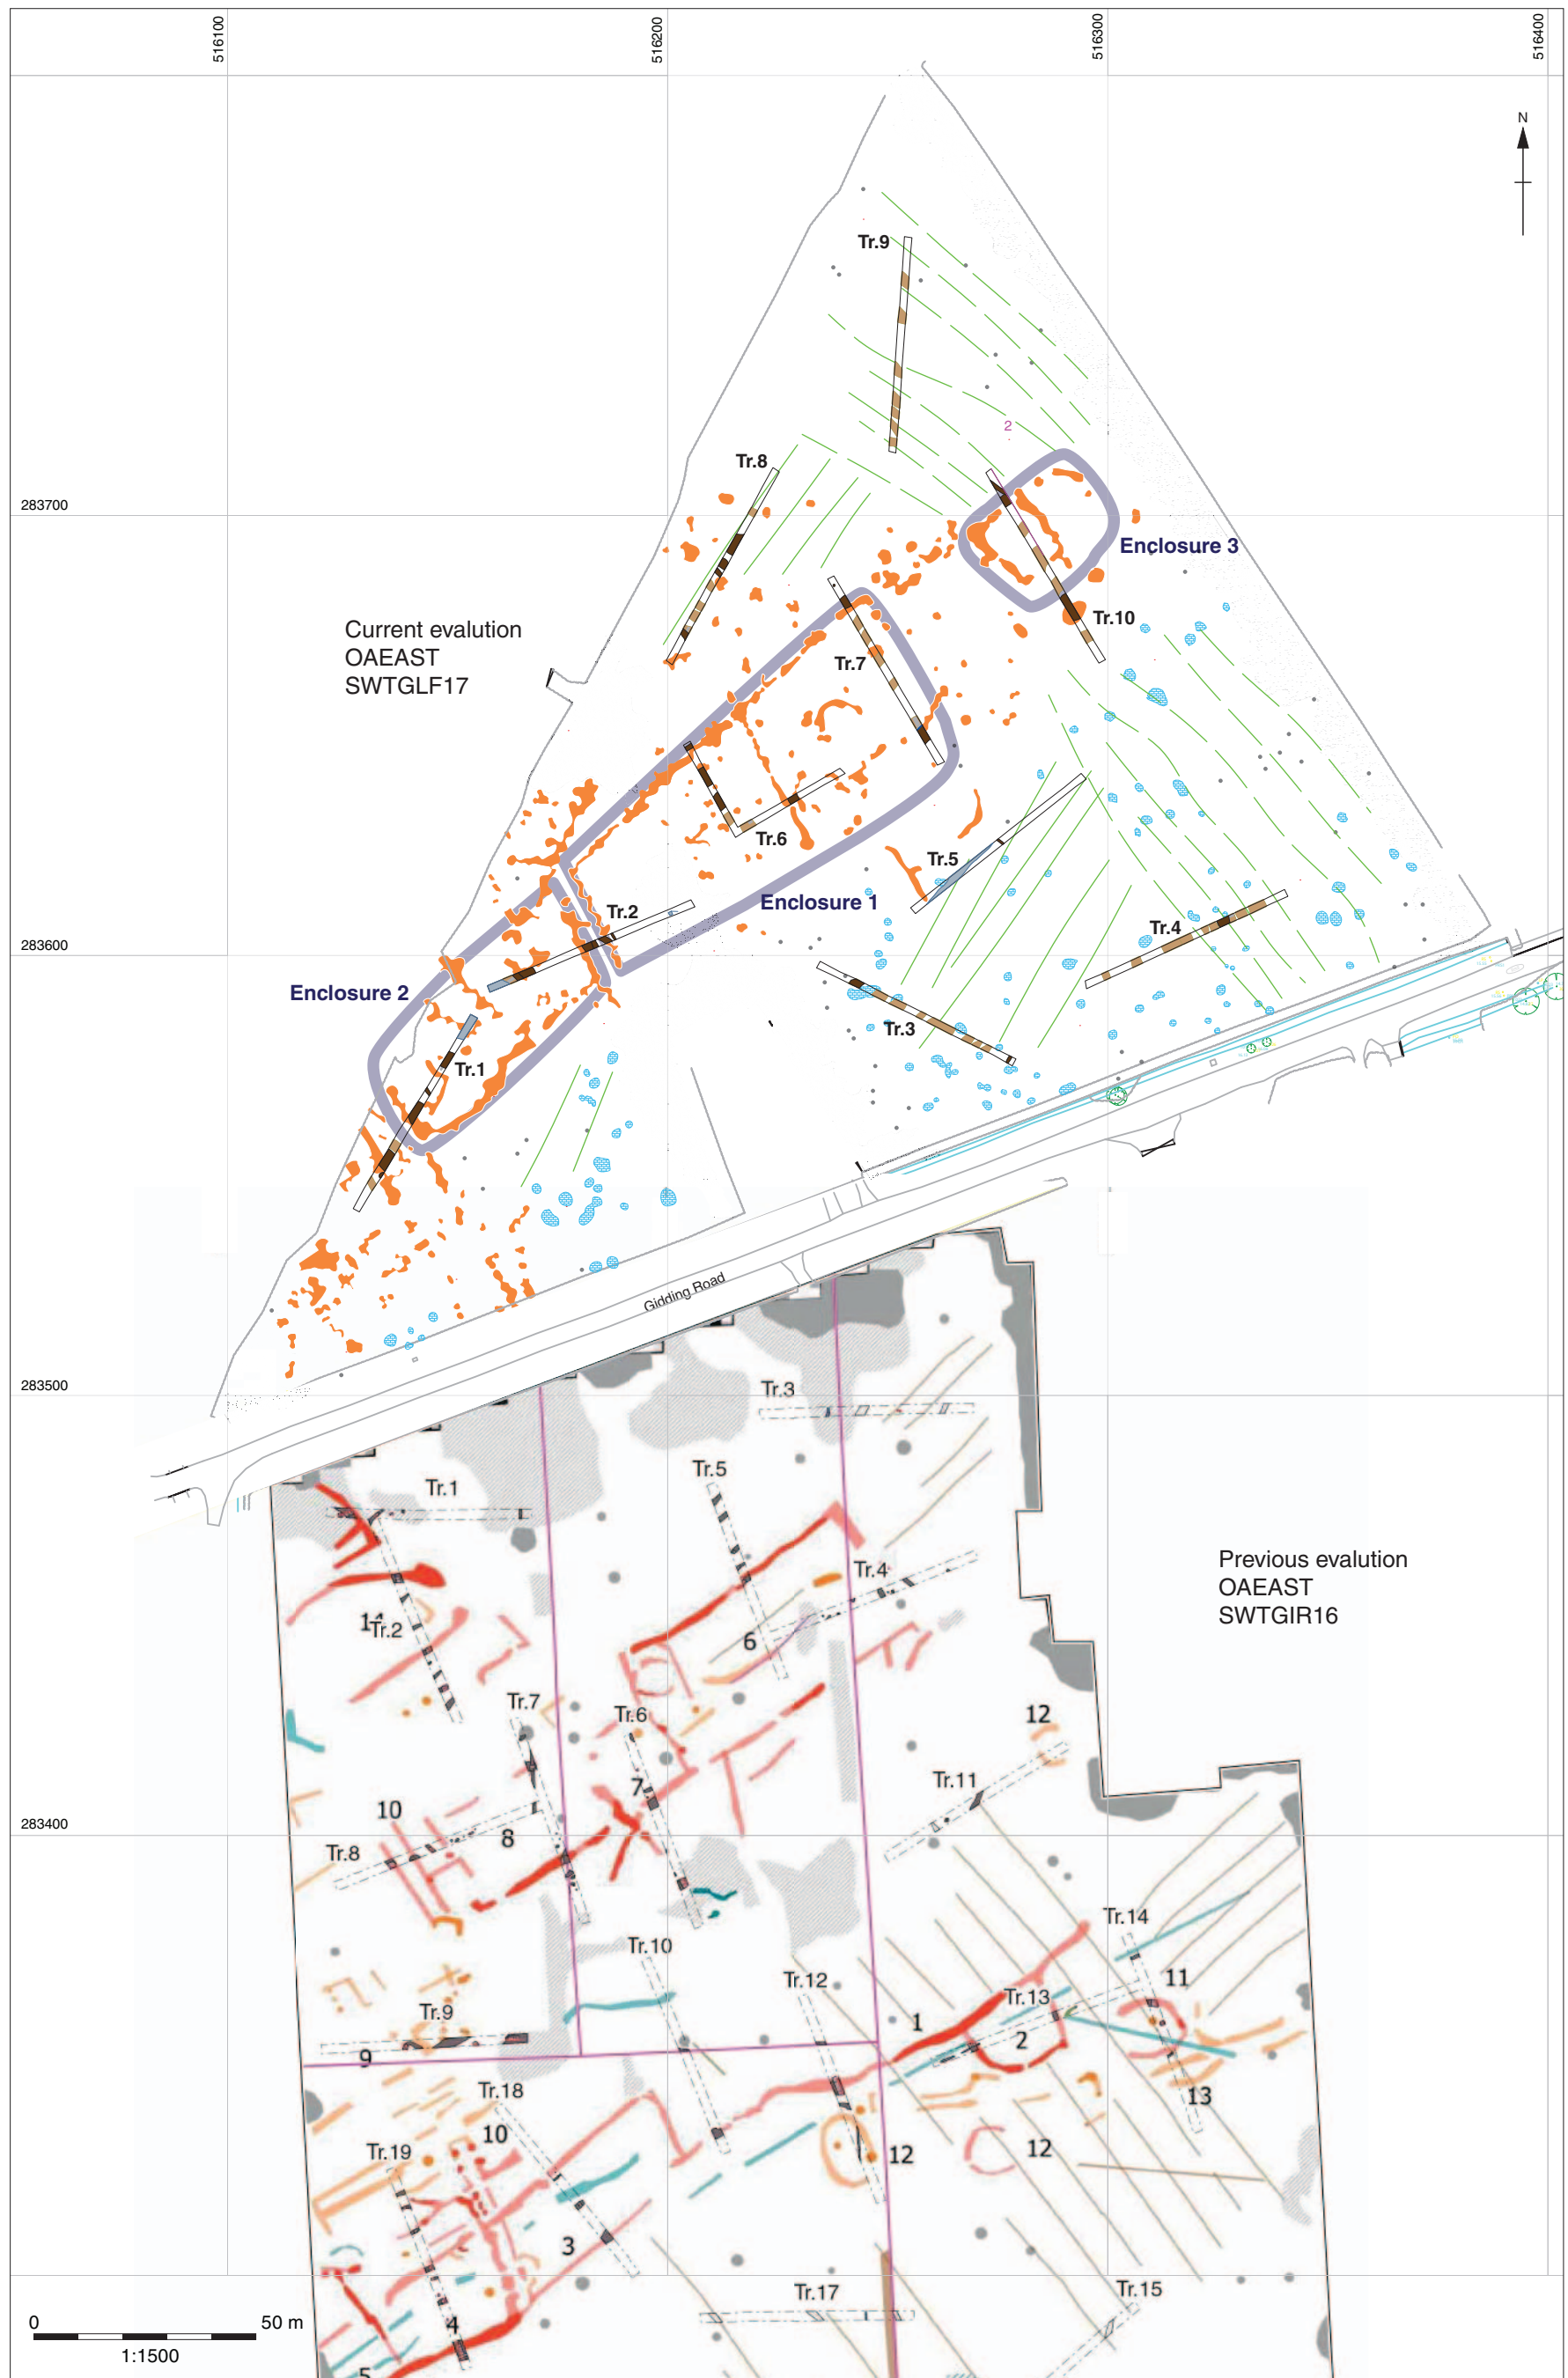 516100
516200
516300
516400
N
Tr.9
2
Tr.8
283700
Enclosure 3
Tr.10
Current evalution
OAEAST
SWTGLF17
Tr.7
Tr.6
Tr.5
Enclosure 1
Tr.2
Tr.4
283600
Enclosure 2
Tr.3
Tr.1
Gidding Road
283500
Tr.3
Tr.5
Tr.1
Previous evalution
OAEAST
SWTGIR16
Tr.4
14
Tr.2
6
Tr.7
Tr.6
12
7
Tr.11
10
283400
8
Tr.8
Tr.14
Tr.10
11
Tr.12
Tr.13
Tr.9
1
2
9
Tr.18
13
10
12
12
Tr.19
3
Tr.17
Tr.15
0
50 m
4
1:1500
5